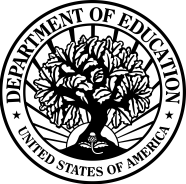 DEPARTMENT OF EDUCATION
UNITED STATES OF AMERICA